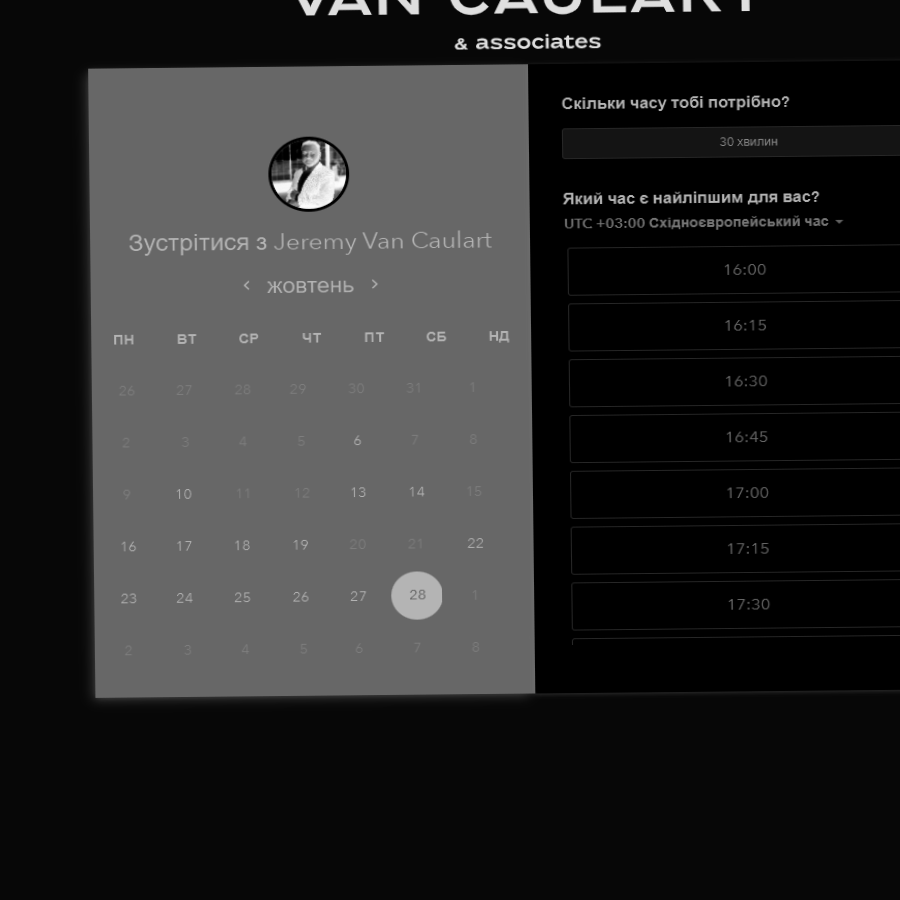 VAN CAULART
& associates
Зустрітися з Jeremy Van Caulart
жовтень
ПН ВТ СР ЧТ ПТ СБ НД
26 27 28 29 30 31 1
2 3 4 5 6 7 8
9 10 11 12 13 14 15
16 17 18 19 20 21 22
23 24 25 26 27 28 1
2 3 4 5 6 7 8
Скільки часу тобі потрібно?
30 хвилин
Який час є найліпшим для вас?
UTC +03:00 Східноєвропейський час
16:00
16:15
16:30
16:45
17:00
17:15
17:30